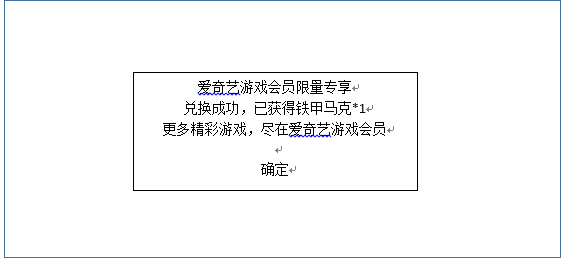 爱奇艺游戏会员限量专享
兑换成功，已获得铁甲马克*1
更多精彩游戏，尽在爱奇艺游戏会员
确定